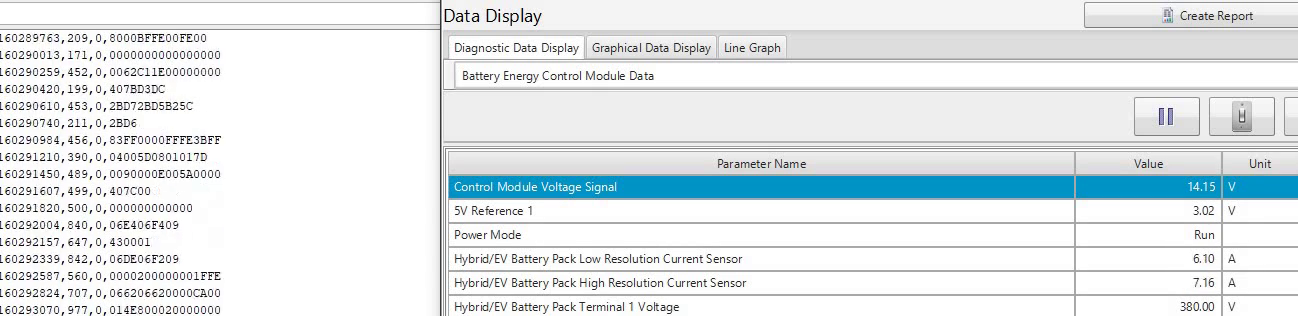 160289763,209,0,8000BFFE00FE00
160290013,171,0,00000000000000
160290259,452,0,0062C11E00000000
160290420,199,0,407BD3DC
160290610,453,0,2BD72BD5B25C
160290740,211,0,2BD6
160290984,456,0,83FF0000FFFE3BFF
160291210,390,0,04005D0801017D
160291450,489,0,0090000E005A0000
160291607,499,0,407C00
160291820,500,0,000000000000
160292004,840,0,06E406F409
160292157,647,0,430001
160292339,842,0,06DE06F209
160292587,560,0,0000200000001FFE
160292824,707,0,066206620000CA00
160293070,977,0,014E800020000000
Data Display
Create Report
Diagnostic Data Display Graphical Data Display Line Graph
Battery Energy Control Module Data
Parameter Name Value Unit
Control Module Voltage Signal 14.15 V
5V Reference 1 3.02 V
Power Mode Run
Hybrid/EV Battery Pack Low Resolution Current Sensor 6.10 A
Hybrid/EV Battery Pack High Resolution Current Sensor 7.16 A
Hybrid/EV Battery Pack Terminal 1 Voltage 380.00 V